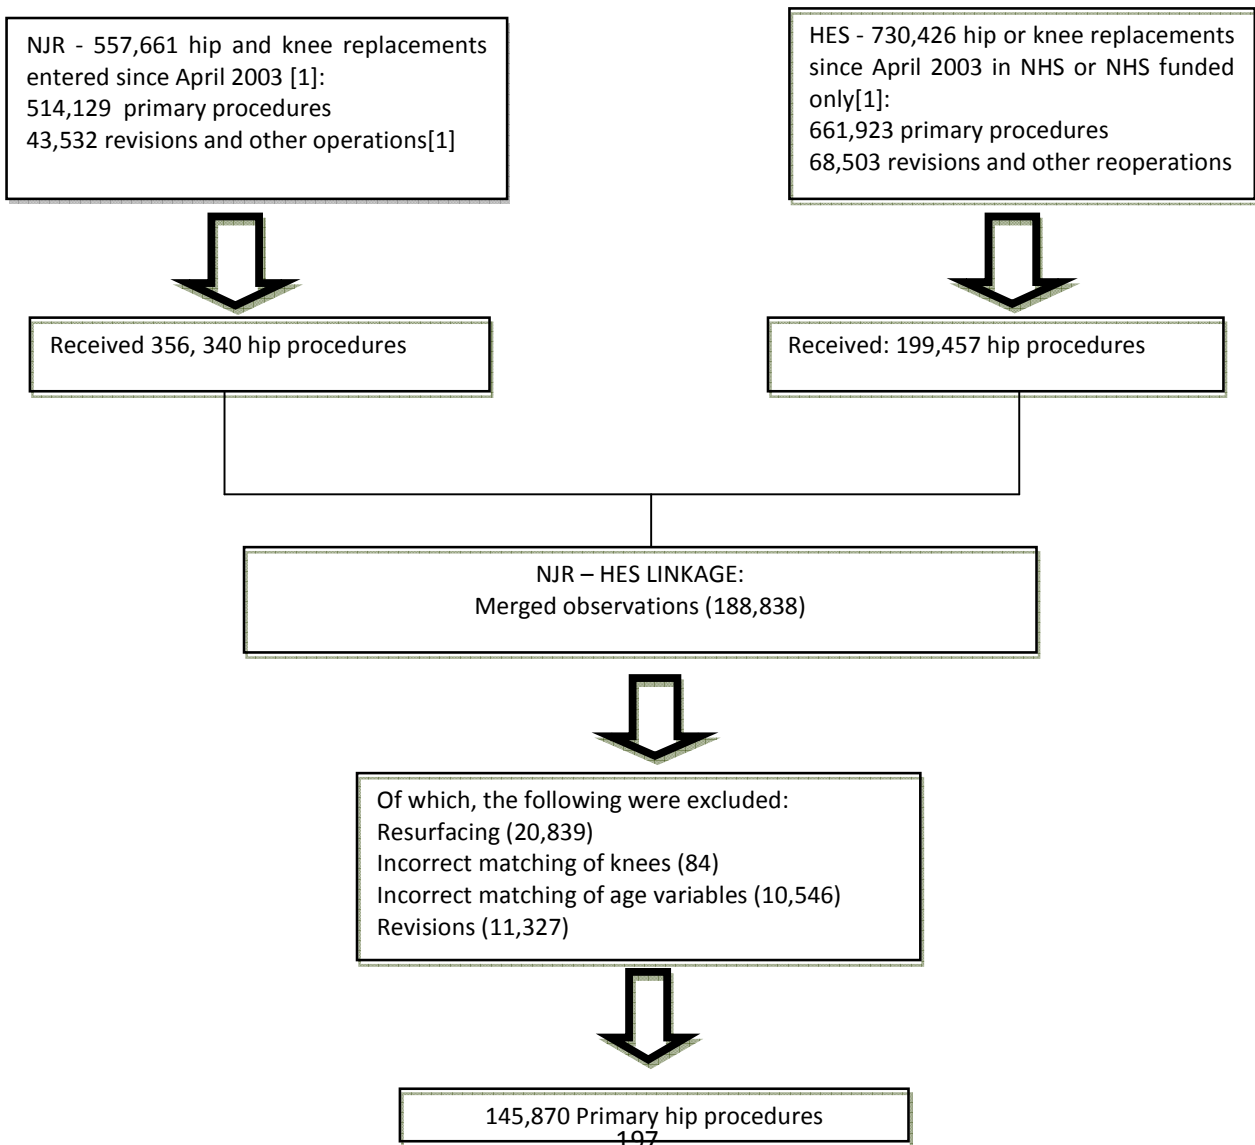 NJR - 557,661 hip and knee replacements
entered since April 2003 [1]:
514,129 primary procedures
43,532 revisions and other operations[1]
HES - 730,426 hip or knee replacements
since April 2003 in NHS or NHS funded
only[1]:
661,923 primary procedures
68,503 revisions and other reoperations
Received 356, 340 hip procedures
Received: 199,457 hip procedures
NJR – HES LINKAGE:
Merged observations (188,838)
Of which, the following were excluded:
Resurfacing (20,839)
Incorrect matching of knees (84)
Incorrect matching of age variables (10,546)
Revisions (11,327)
145,870 Primary hip procedures
197